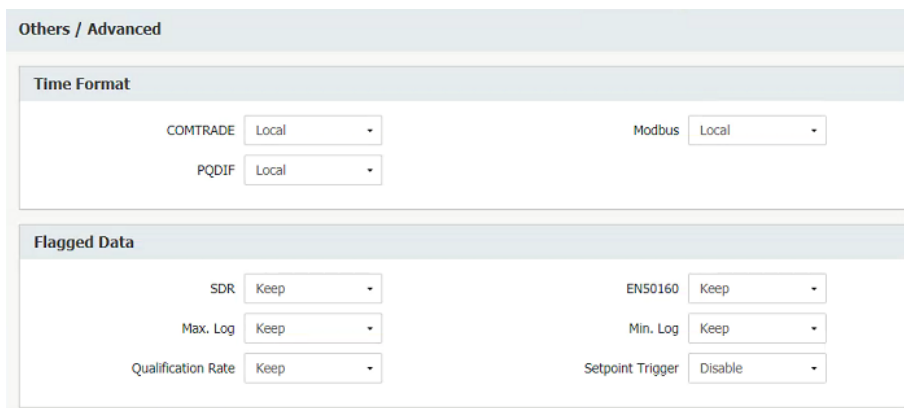 Others / Advanced
Time Format
COMTRADE Local Modbus Local
PQDIF Local
Flagged Data
SDR Keep EN50160 Keep
Max. Log Keep Min. Log Keep
Qualification Rate Keep Setpoint Trigger Disable